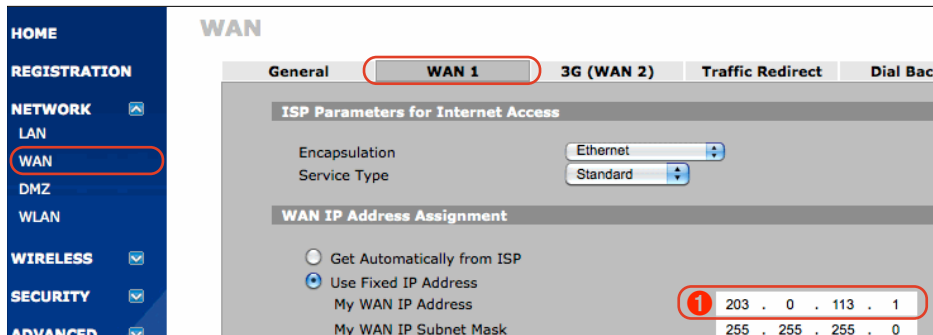 WAN
HOME
REGISTRATION
NETWORK
LAN
WAN
DMZ
WLAN
WIRELESS
SECURITY
ADVANCED
General WAN 1 3G (WAN 2) Traffic Redirect Dial Bac
ISP Parameters for Internet Access
Encapsulation Ethernet
Service Type Standard
WAN IP Address Assignment
Get Automatically from ISP
Use Fixed IP Address
My WAN IP Address 1 203 . 0 . 113 . 1
My WAN IP Subnet Mask 255 . 255 . 255 . 0